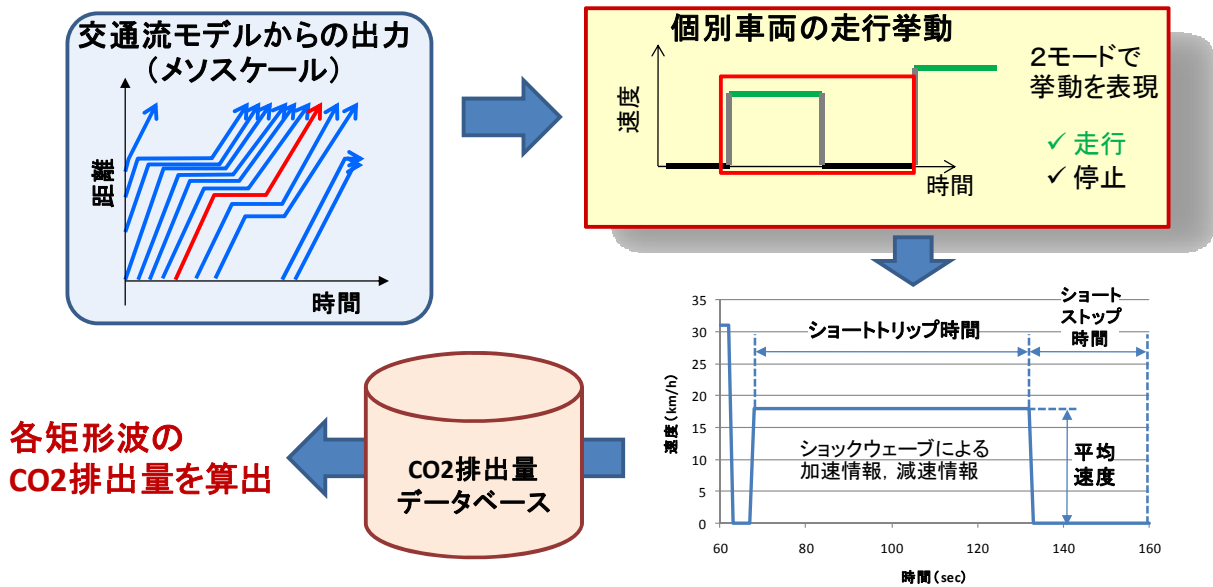 交通流モデルからの出力
（メソスケール）
距離
時間
個別車両の走行挙動
速度
時間
2モードで
挙動を表現
✓ 走行
✓ 停止
ショートトリップ時間
ショート
ストップ
時間
35
30
25
20
15
10
5
0
速度（km/h）
ショックウェーブによる
加速情報，減速情報
平均
速度
60
80
100
120
140
160
時間（sec）
CO2排出量
データベース
各矩形波の
CO2排出量を算出